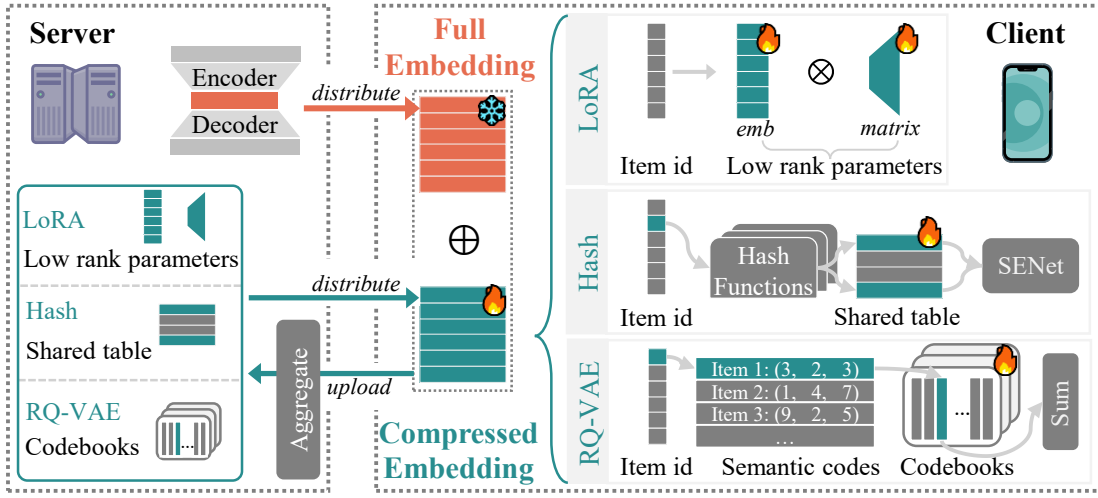 Server
Encoder
Decoder
distribute
Full
Embedding
LoRA
Low rank parameters
Hash
Shared table
RQ-VAE
Codebooks
distribute
Aggregate
upload
Compressed
Embedding
Client
LoRA
Item id
emb
matrix
Low rank parameters
Hash
Item id
Hash
Functions
Shared table
SENet
RQ-VAE
Item id
Item 1: (3, 2, 3)
Item 2: (1, 4, 7)
Item 3: (9, 2, 5)
...
Semantic codes
...
Codebooks
Sum